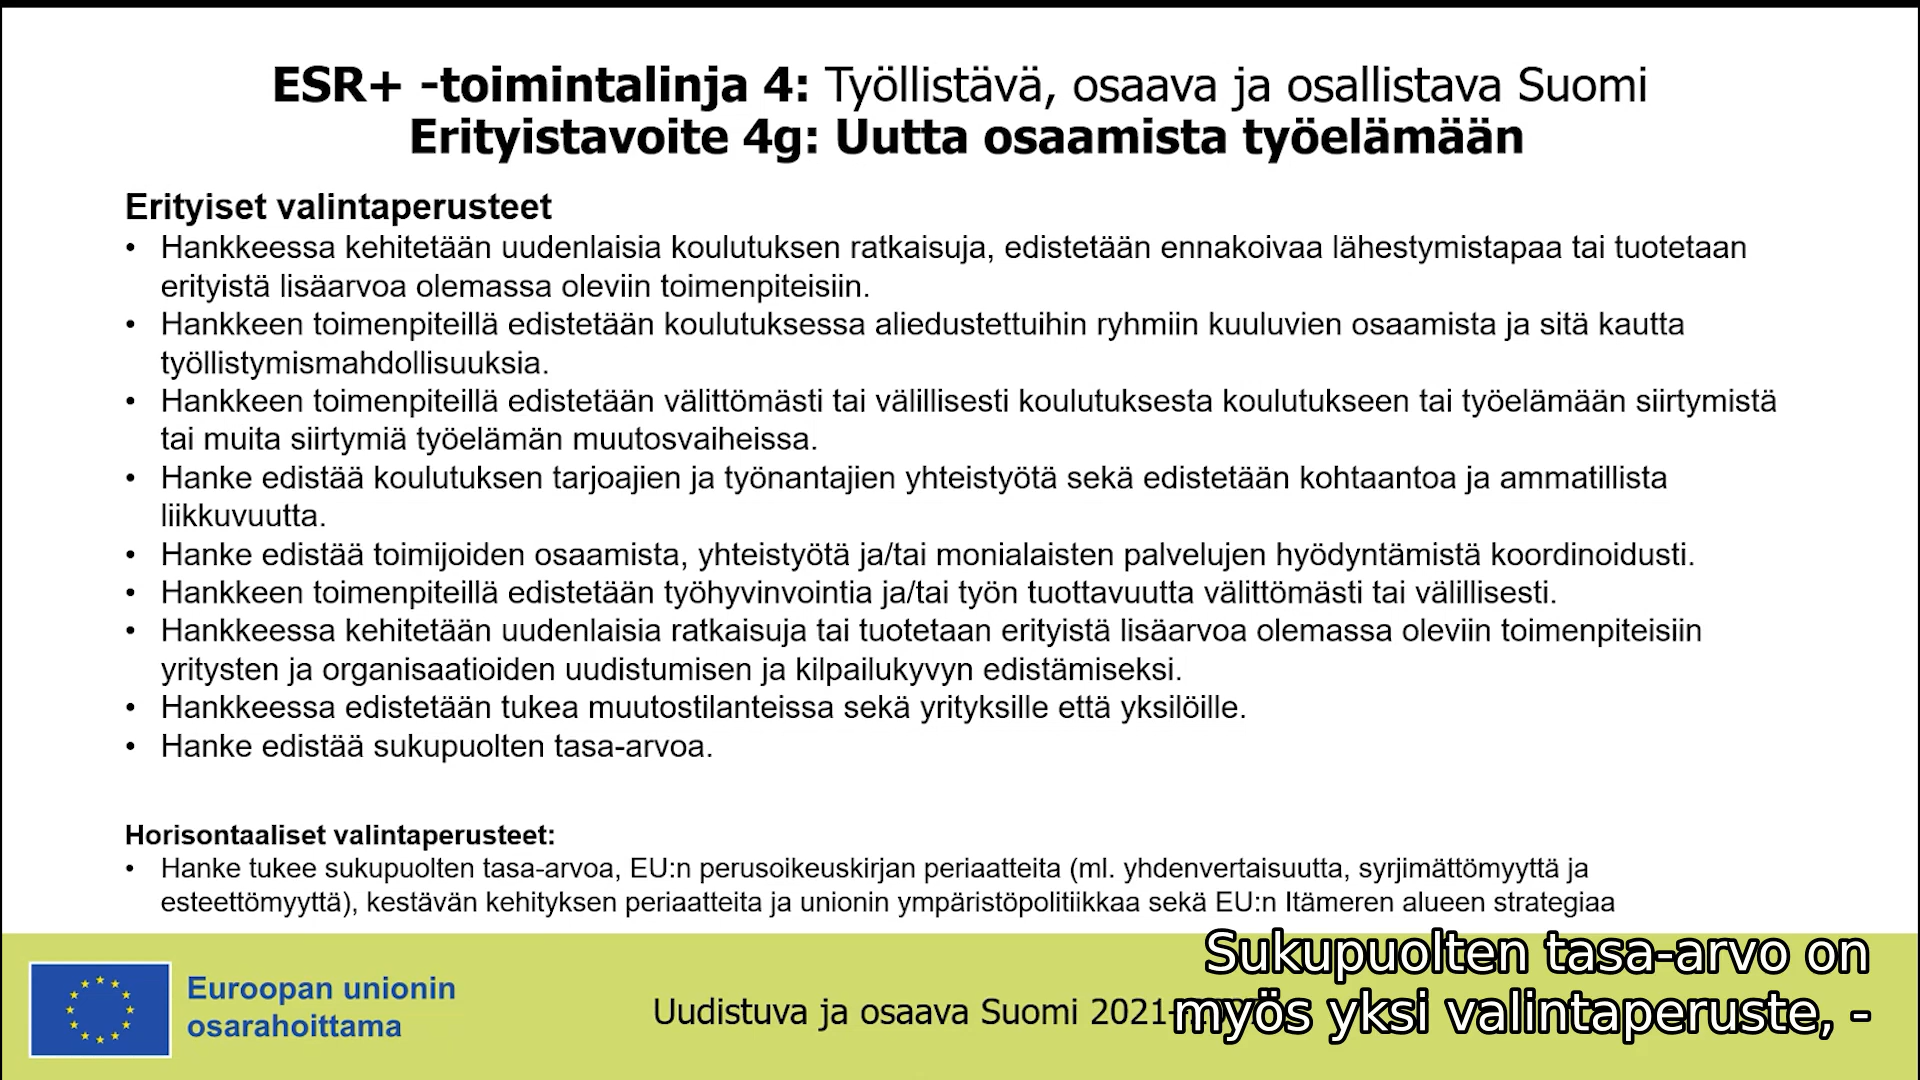 ESR+ -toimintalinja 4: Työllistävä, osaava ja osallistava Suomi
Erityistavoite 4g: Uutta osaamista työelämään
Erityiset valintaperusteet
• Hankkeessa kehitetään uudenlaisia koulutuksen ratkaisuja, edistetään ennakoivaa lähestymistapaa tai tuotetaan
erityistä lisäarvoa olemassa oleviin toimenpiteisiin.
• Hankkeen toimenpiteillä edistetään koulutuksessa aliedustettuihin ryhmiin kuuluvien osaamista ja sitä kautta
työllistymismahdollisuuksia.
• Hankkeen toimenpiteillä edistetään välittömästi tai välillisesti koulutuksesta koulutukseen tai työelämään siirtymistä
tai muita siirtymiä työelämän muutosvaiheissa.
• Hanke edistää koulutuksen tarjoajien ja työnantajien yhteistyötä sekä edistetään kohtaantoa ja ammatillista
liikkuvuutta.
• Hanke edistää toimijoiden osaamista, yhteistyötä ja/tai monialaisten palvelujen hyödyntämistä koordinoidusti.
• Hankkeen toimenpiteillä edistetään työhyvinvointia ja/tai työn tuottavuutta välittömästi tai välillisesti.
• Hankkeessa kehitetään uudenlaisia ratkaisuja tai tuotetaan erityistä lisäarvoa olemassa oleviin toimenpiteisiin
yritysten ja organisaatioiden uudistumisen ja kilpailukyvyn edistämiseksi.
• Hankkeessa edistetään tukea muutostilanteissa sekä yrityksille että yksilöille.
• Hanke edistää sukupuolten tasa-arvoa.
Horisontaaliset valintaperusteet:
• Hanke tukee sukupuolten tasa-arvoa, EU:n perusoikeuskirjan periaatteita (ml. yhdenvertaisuutta, syrjimättömyyttä ja
esteettömyyttä), kestävän kehityksen periaatteita ja unionin ympäristöpolitiikkaa sekä EU:n Itämeren alueen strategiaa
Euroopan unionin
osarahoittama
Uudistuva ja osaava Suomi 2021
Sukupuolten tasa-arvo on
myös yksi valintaperuste, -